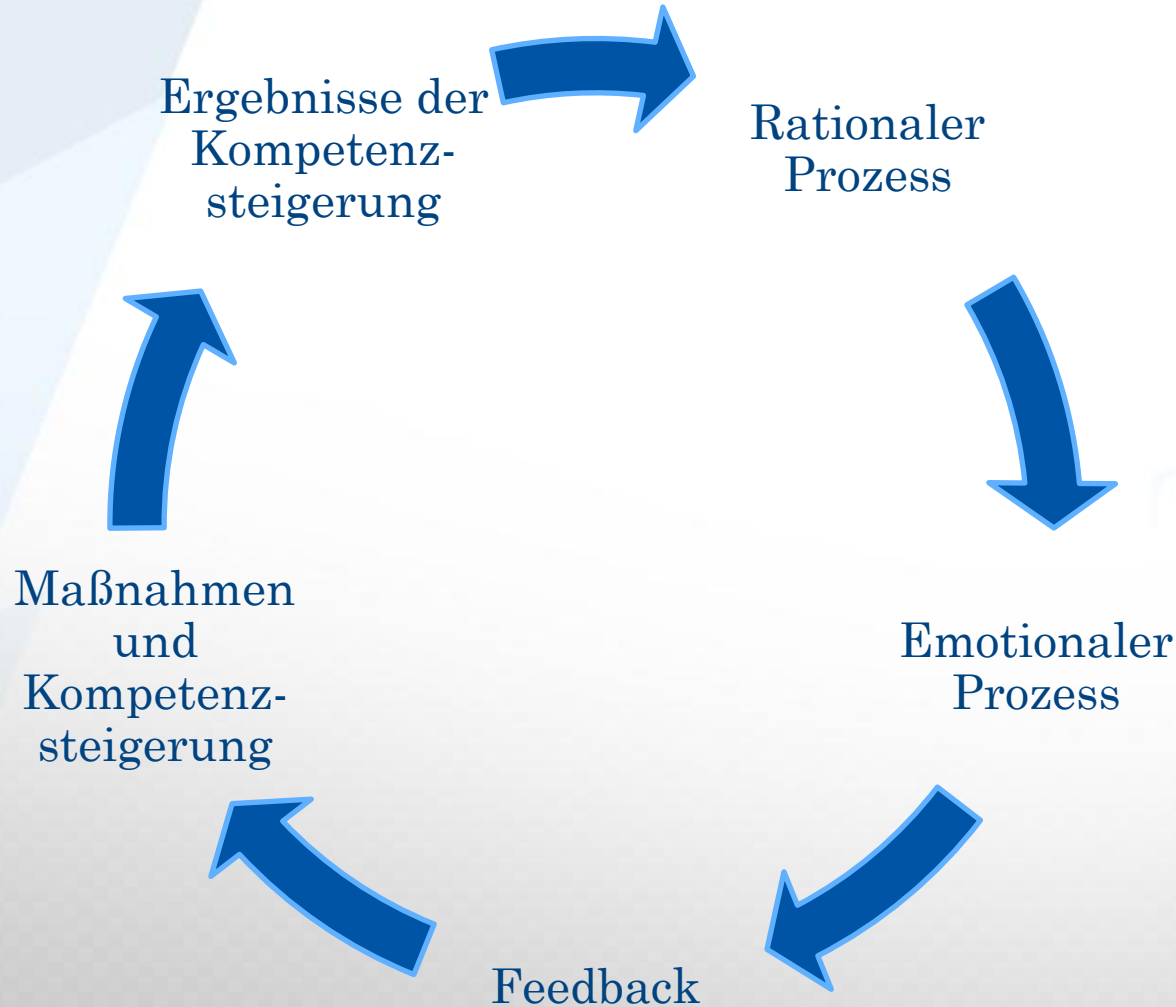 Ergebnisse der
Kompetenz-
steigerung
Rationaler
Prozess
Emotionaler
Prozess
Feedback
Maßnahmen
und
Kompetenz-
steigerung